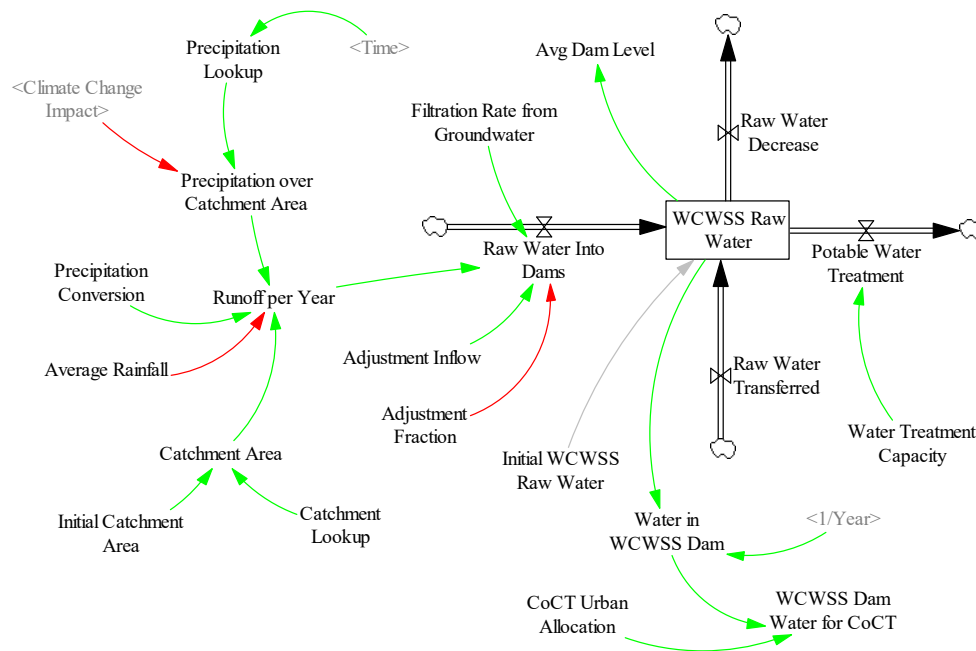 Precipitation
Lookup
<Time>
Avg Dam Level
<Climate Change
Impact>
Filtration Rate from
Groundwater
Raw Water
Decrease
Precipitation over
Catchment Area
WCWSS Raw
Water
Raw Water Into
Dams
Potable Water
Treatment
Precipitation
Conversion
Runoff per Year
Average Rainfall
Adjustment Inflow
Raw Water
Transferred
Adjustment
Fraction
Catchment Area
Initial WCWSS
Raw Water
Water Treatment
Capacity
Initial Catchment
Area
Catchment
Lookup
Water in
WCWSS Dam
<1/Year>
CoCT Urban
Allocation
WCWSS Dam
Water for CoCT